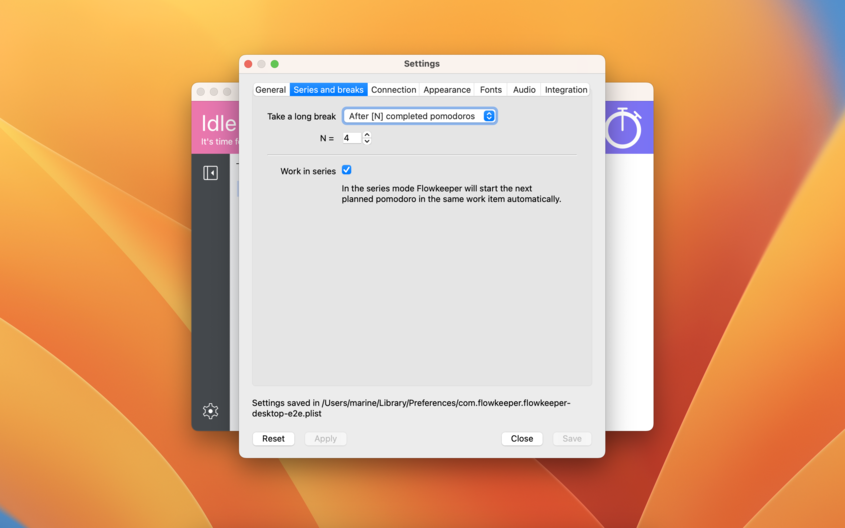 Settings
General Series and breaks Connection Appearance Fonts Audio Integration
Idle
It's time f
Take a long break After [N] completed pomodoros
N = 4
Work in series
In the series mode Flowkeeper will start the next
planned pomodoro in the same work item automatically.
Settings saved in /Users/marine/Library/Preferences/com.flowkeeper.flowkeeper-
desktop-e2e.plist
Reset Apply Close Save